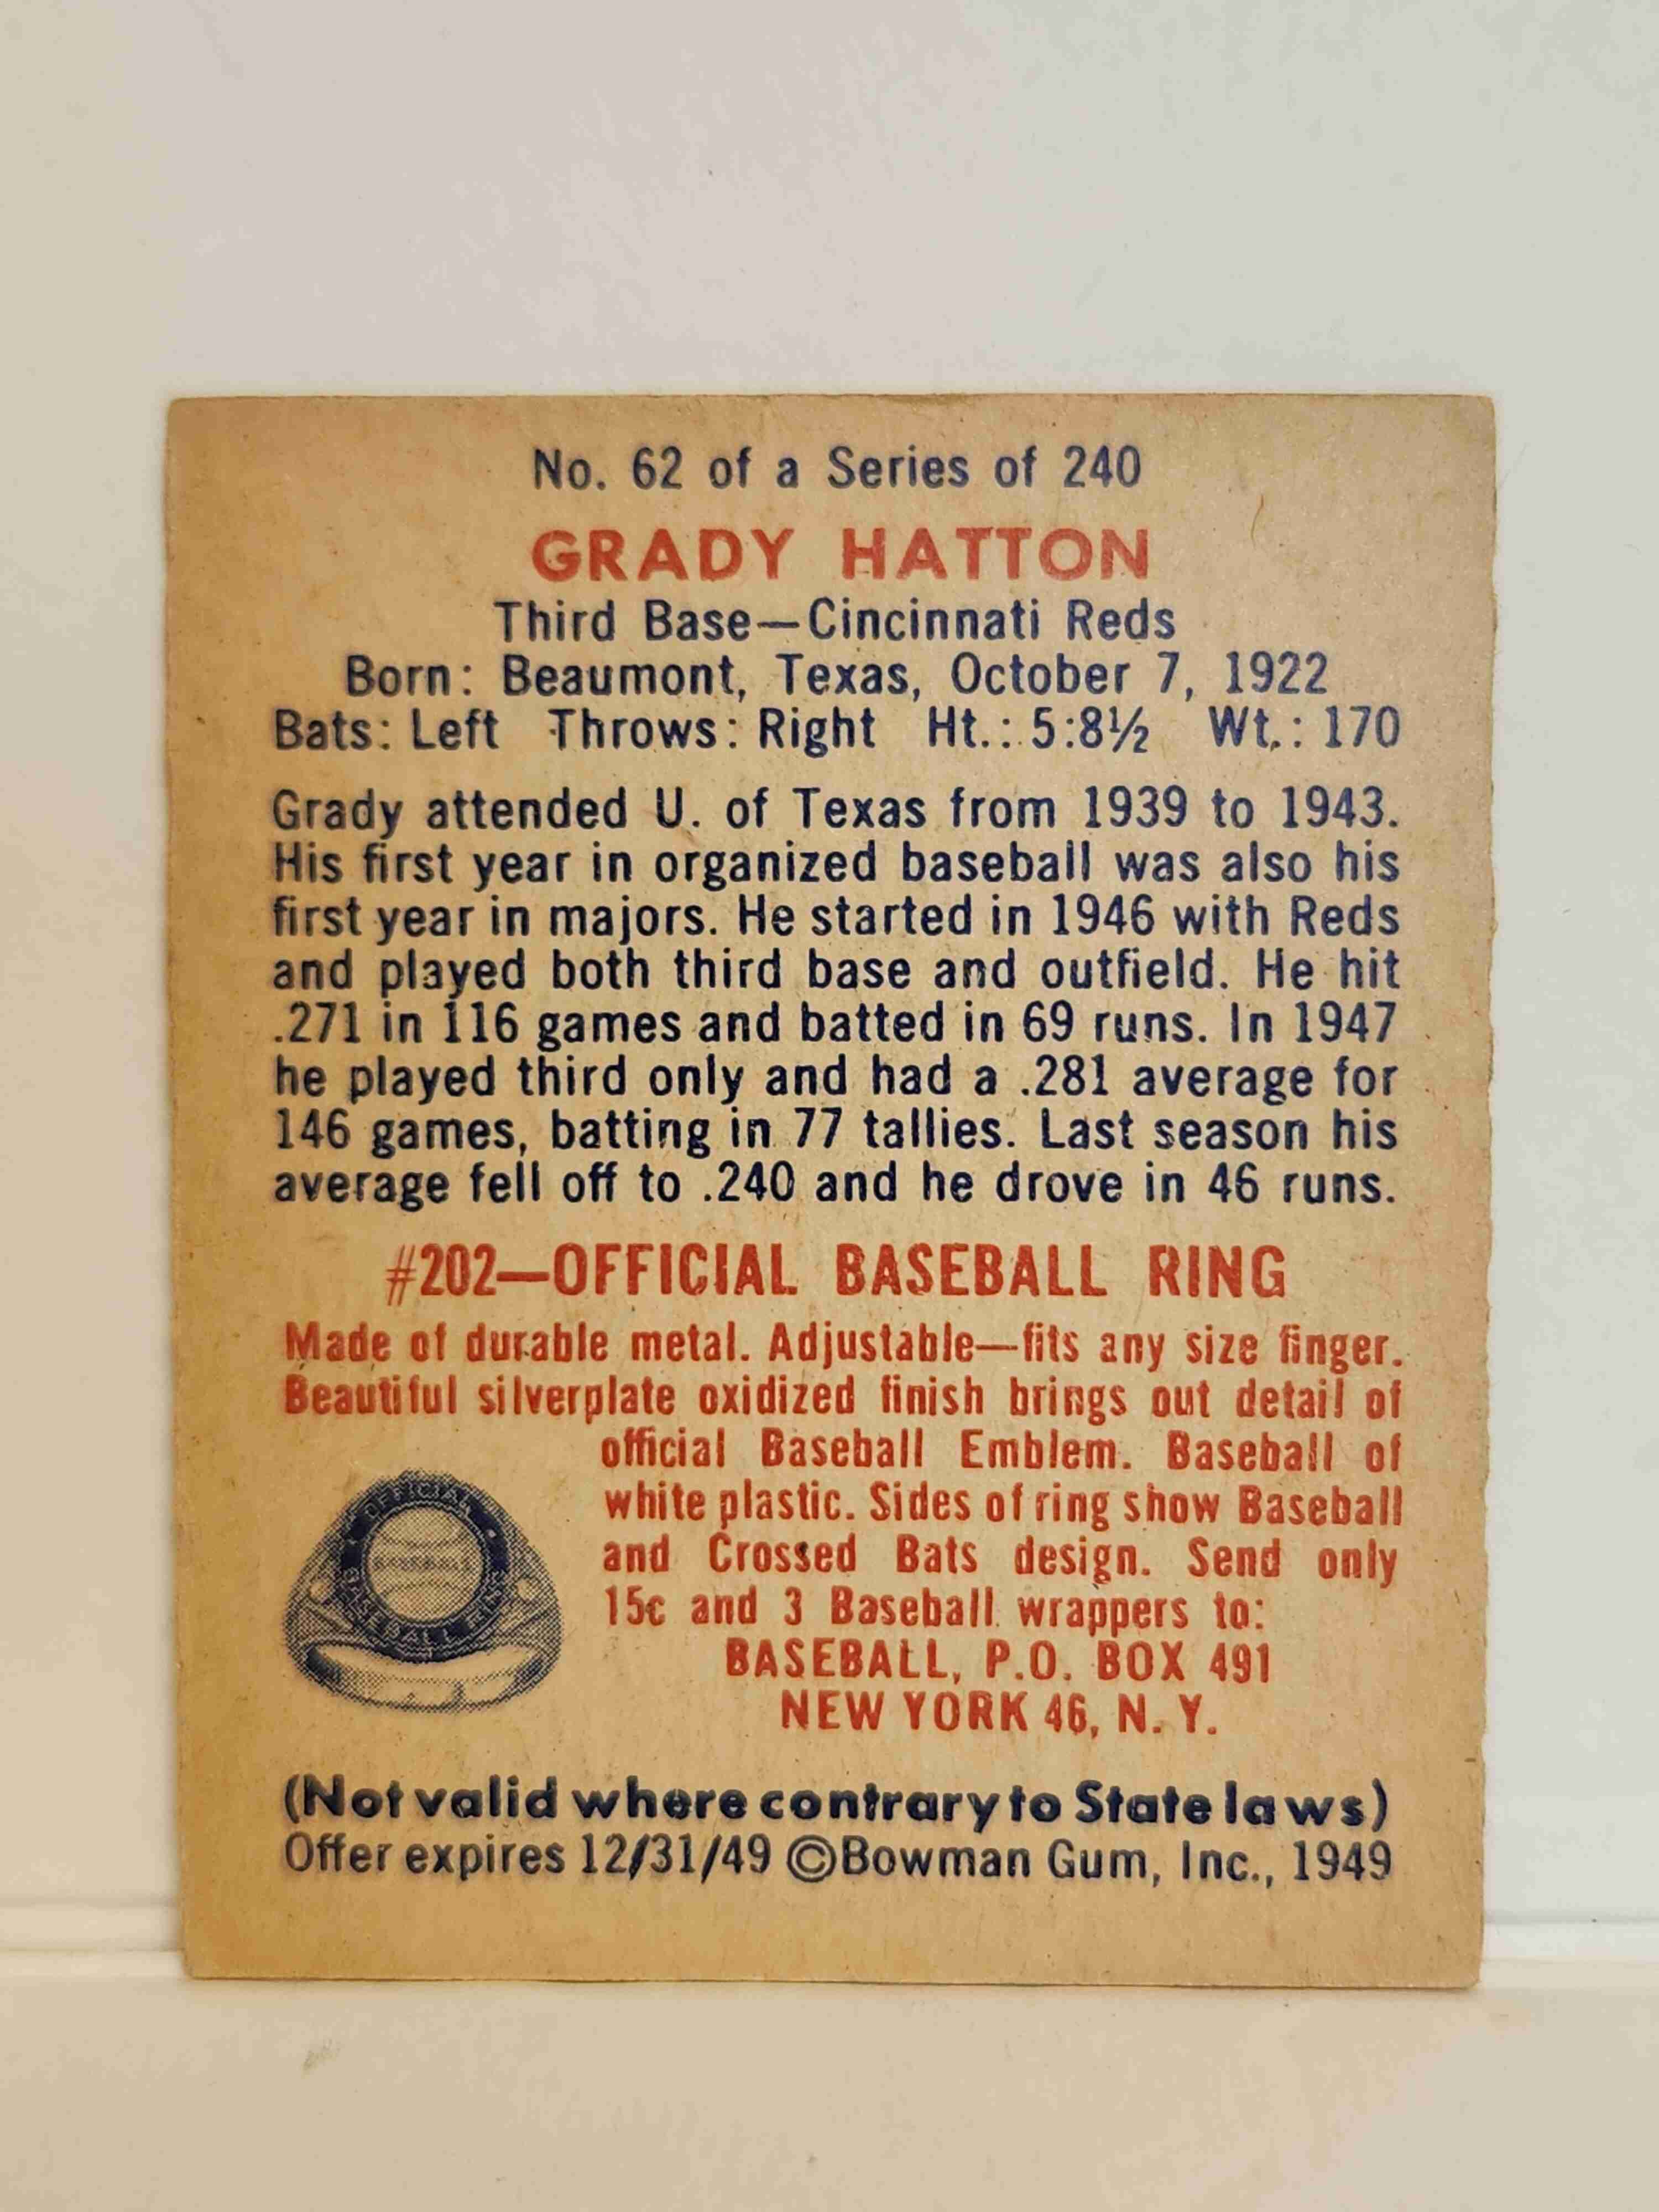 No. 62 of a Series of 240
GRADY HATTON
Third Base—Cincinnati Reds
Born: Beaumont, Texas, October 7, 1922
Bats: Left Throws: Right Ht.: 5:8½ Wt.: 170
Grady attended U. of Texas from 1939 to 1943.
His first year in organized baseball was also his
first year in majors. He started in 1946 with Reds
and played both third base and outfield. He hit
.271 in 116 games and batted in 69 runs. In 1947
he played third only and had a .281 average for
146 games, batting in 77 tallies. Last season his
average fell off to .240 and he drove in 46 runs.
#202—OFFICIAL BASEBALL RING
Made of durable metal. Adjustable—fits any size finger.
Beautiful silverplate oxidized finish brings out detail of
official Baseball Emblem. Baseball of
white plastic. Sides of ring show Baseball
and Crossed Bats design. Send only
15c and 3 Baseball wrappers to:
BASEBALL, P.O. BOX 491
NEW YORK 46, N. Y.
OFFICIAL
BASEBALL
BASEBALL RING
(Not valid where contrary to State laws)
Offer expires 12/31/49 ©Bowman Gum, Inc., 1949